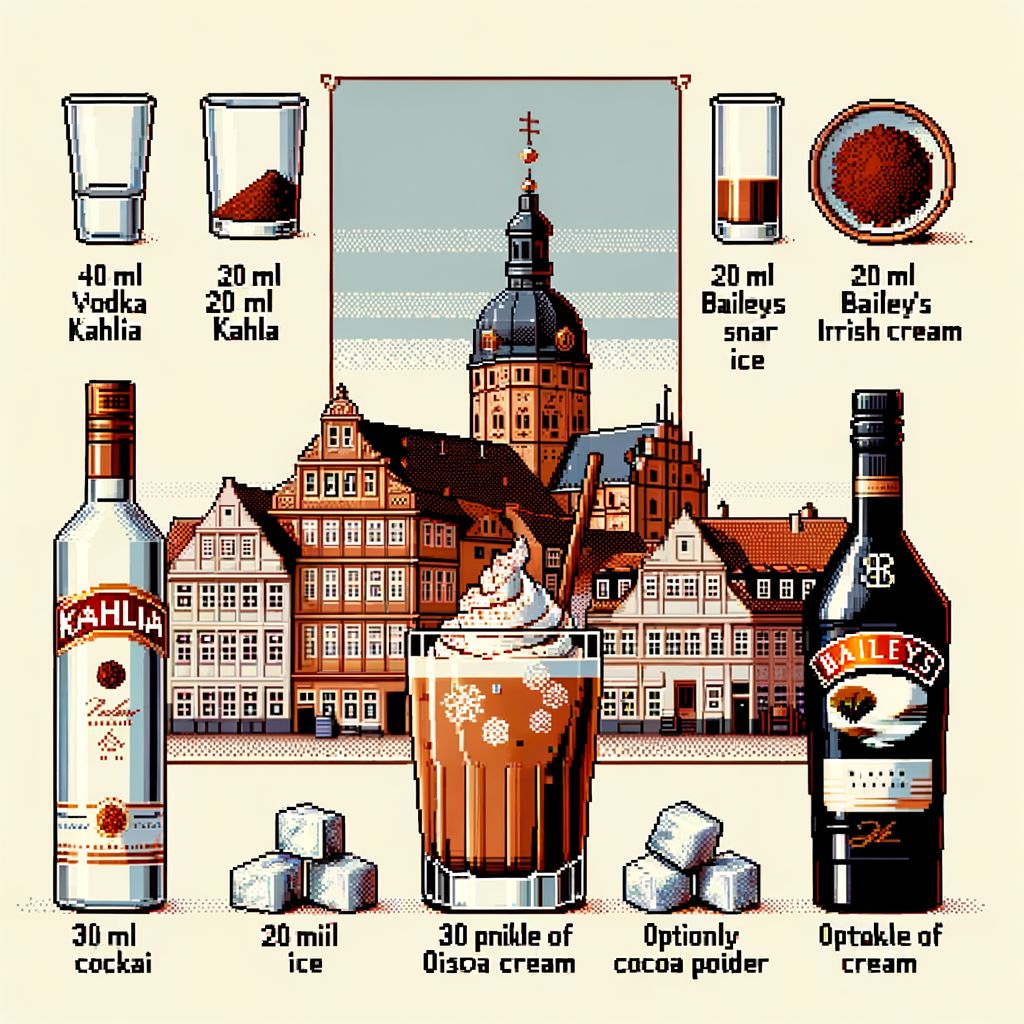 40 ml
Vodka
Kahlia
30 ml
20 ml
Kahla
20 ml
Baileys
snar
ice
20 ml
Bailey's
Irrish cream
KAHLIA
BAILEYS
30 ml
cockai
20 miil
ice
30 pnikle of
Oisoa cream
Optionly
cocoa poider
Optakle of
cream